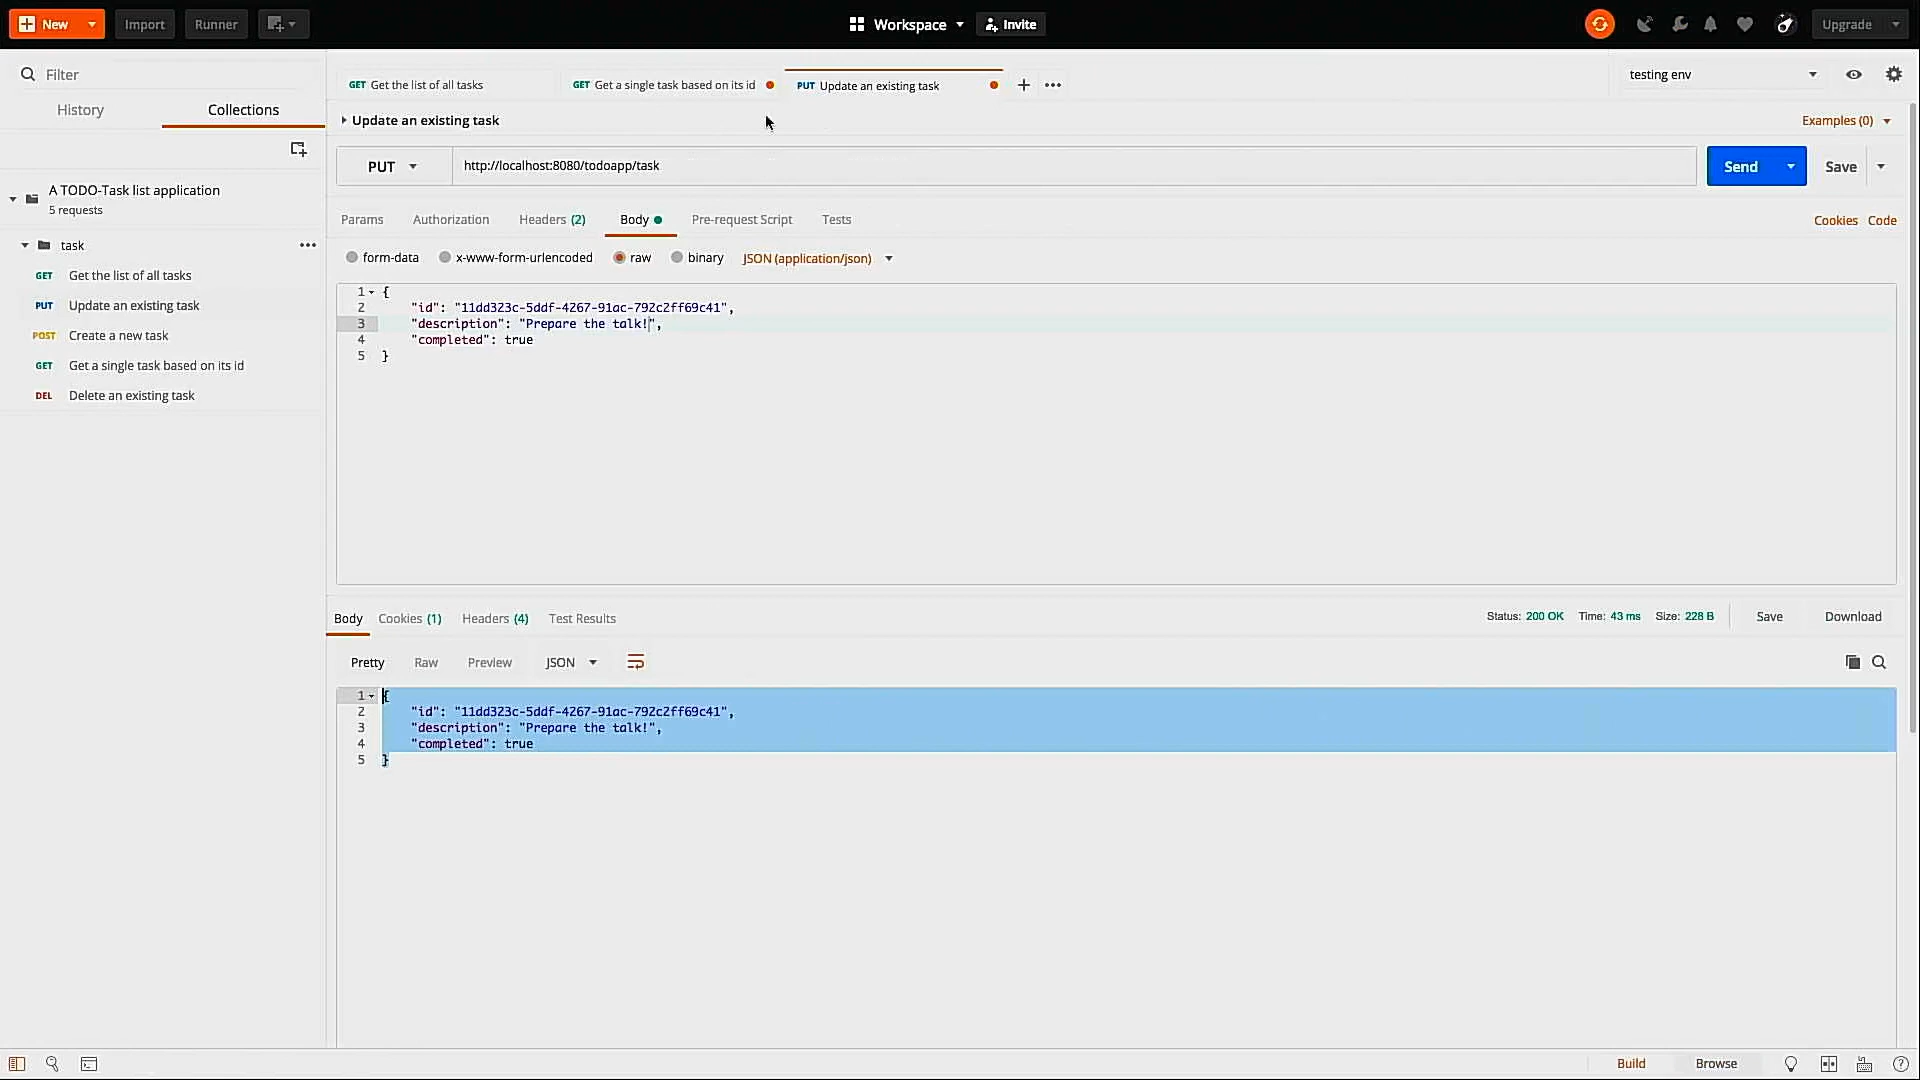 New
Import
Runner
Workspace
Invite
Upgrade
Filter
History
Collections
A TODO-Task list application
5 requests
task
GET Get the list of all tasks
PUT Update an existing task
POST Create a new task
GET Get a single task based on its id
DEL Delete an existing task
GET Get the list of all tasks
GET Get a single task based on its id
PUT Update an existing task
testing env
Update an existing task
Examples (0)
PUT
http://localhost:8080/todoapp/task
Send
Save
Params
Authorization
Headers (2)
Body
Pre-request Script
Tests
Cookies
Code
form-data
x-www-form-urlencoded
raw
binary
JSON (application/json)
1 {
2 "id": "11dd323c-5ddf-4267-91ac-792c2ff69c41",
3 "description": "Prepare the talk!",
4 "completed": true
5 }
Body
Cookies (1)
Headers (4)
Test Results
Status: 200 OK
Time: 43 ms
Size: 228 B
Save
Download
Pretty
Raw
Preview
JSON
1 {
2 "id": "11dd323c-5ddf-4267-91ac-792c2ff69c41",
3 "description": "Prepare the talk!",
4 "completed": true
5 }
Build
Browse